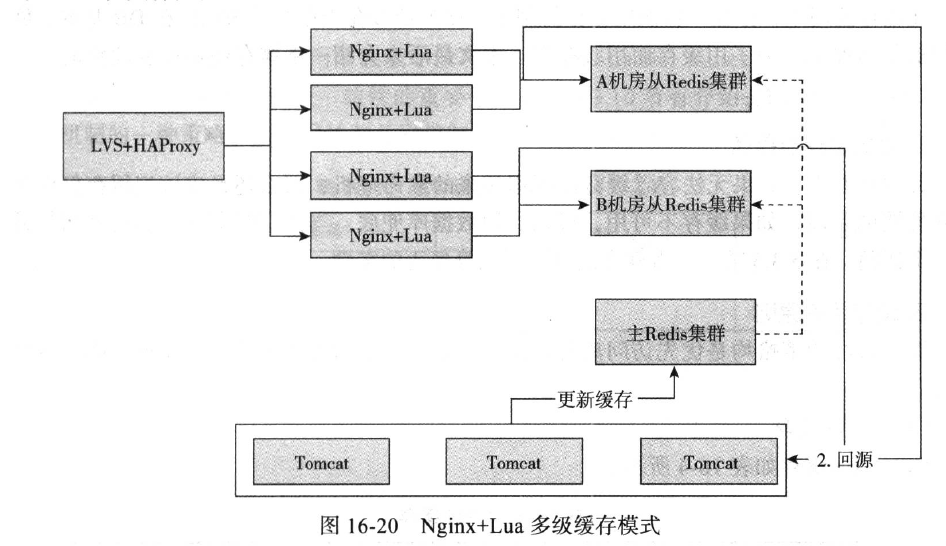 Nginx+Lua
Nginx+Lua
LVS+HAProxy
Nginx+Lua
Nginx+Lua
A机房从Redis集群
B机房从Redis集群
主Redis集群
更新缓存
Tomcat
Tomcat
Tomcat
2. 回源
图 16-20 Nginx+Lua 多级缓存模式